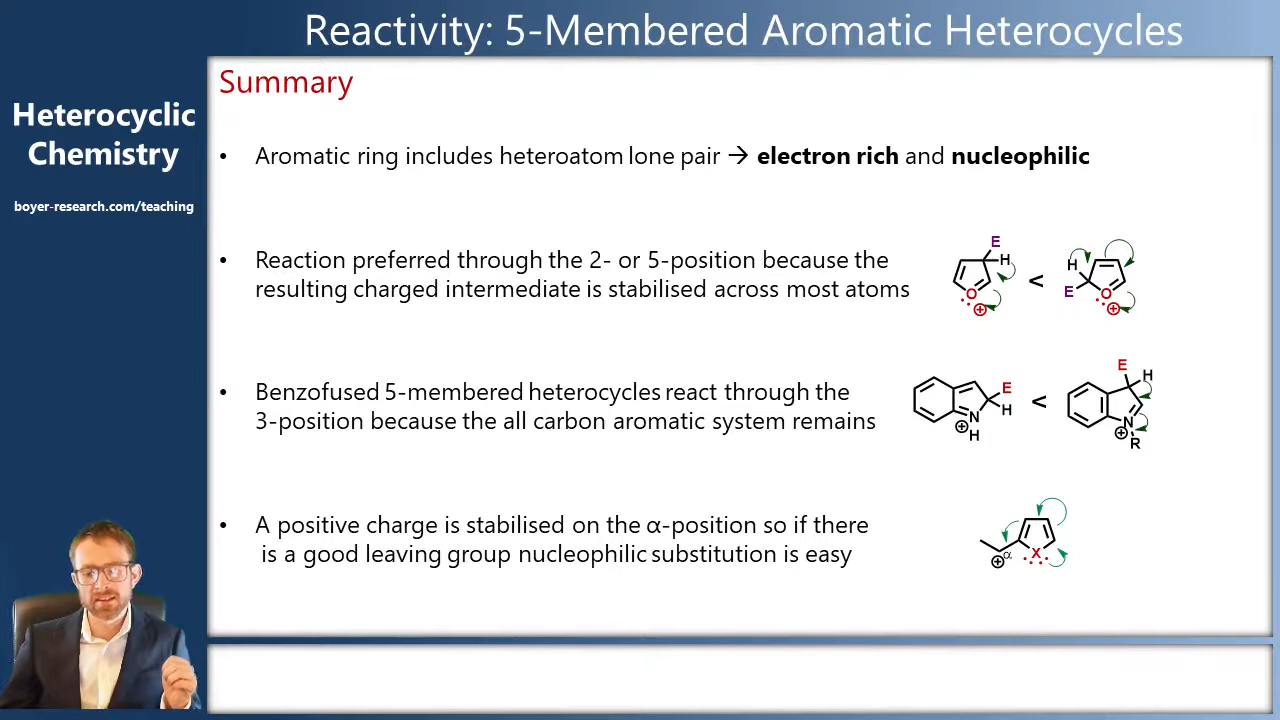 Reactivity: 5-Membered Aromatic Heterocycles
Heterocyclic
Chemistry
boyer-research.com/teaching
Summary
• Aromatic ring includes heteroatom lone pair → electron rich and nucleophilic
• Reaction preferred through the 2- or 5-position because the
resulting charged intermediate is stabilised across most atoms
E
H
O
⊕
<
H
E
O
⊕
• Benzofused 5-membered heterocycles react through the
3-position because the all carbon aromatic system remains
E
H
N
⊕
H
<
E
H
N
⊕
R
• A positive charge is stabilised on the α-position so if there
is a good leaving group nucleophilic substitution is easy
α
⊕
X